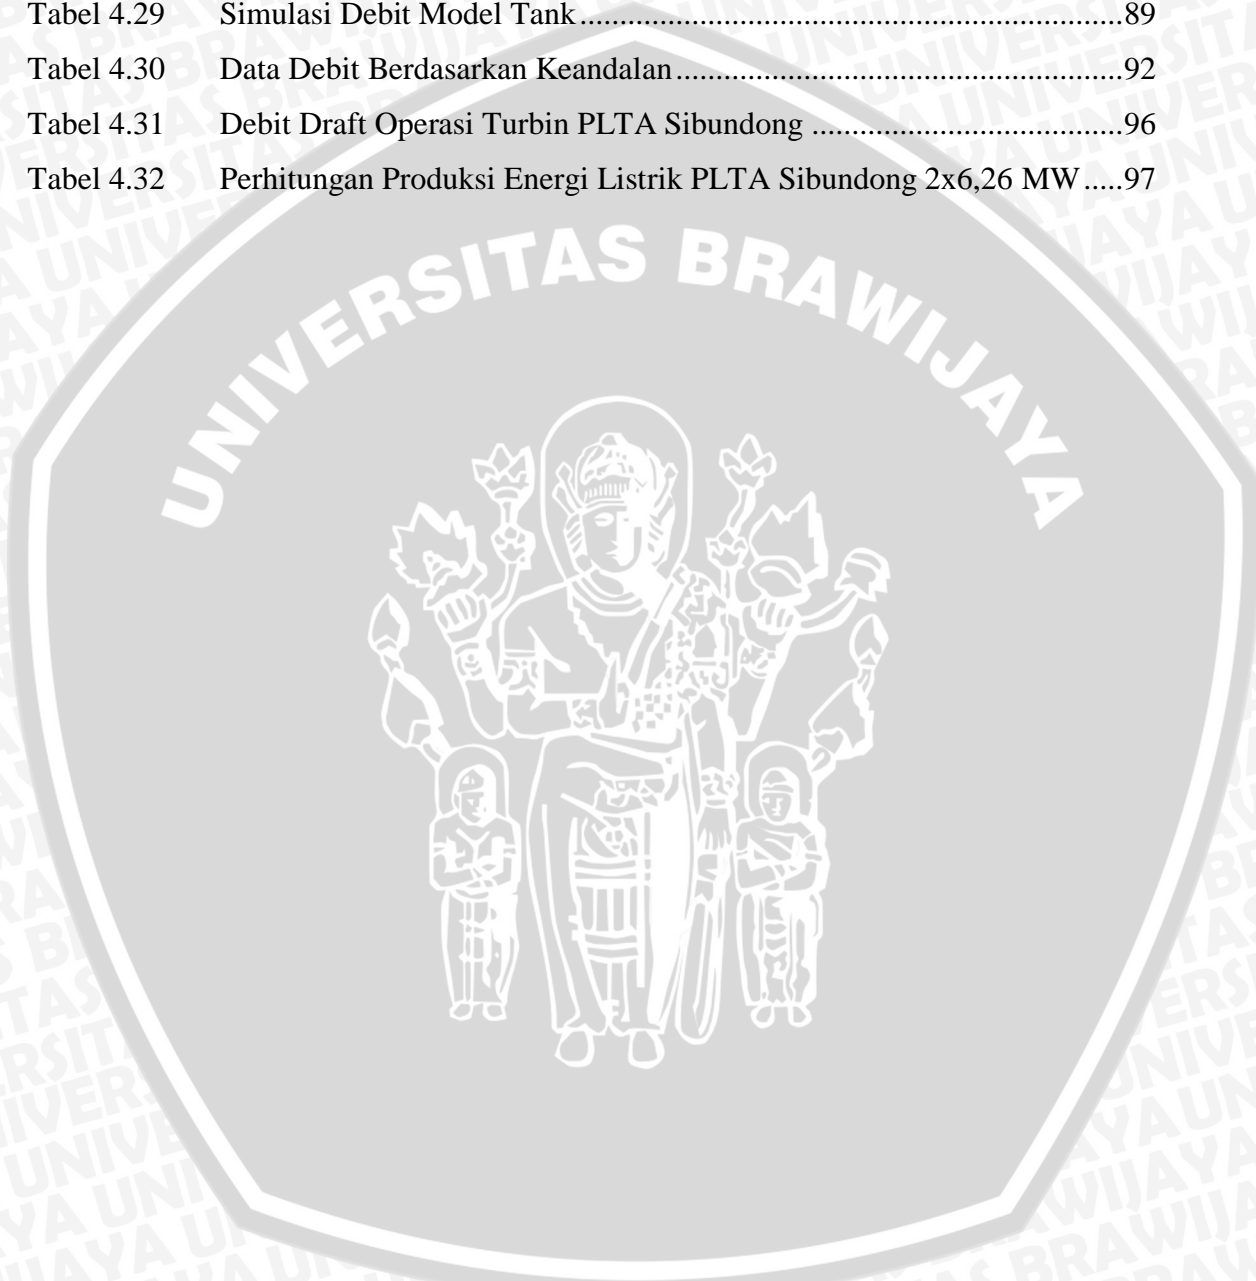 Tabel 4.29 Simulasi Debit Model Tank....................................................................89
Tabel 4.30 Data Debit Berdasarkan Keandalan........................................................92
Tabel 4.31 Debit Draft Operasi Turbin PLTA Sibundong .......................................96
Tabel 4.32 Perhitungan Produksi Energi Listrik PLTA Sibundong 2x6,26 MW.....97
UNIVERSITAS BRAWIJAYA